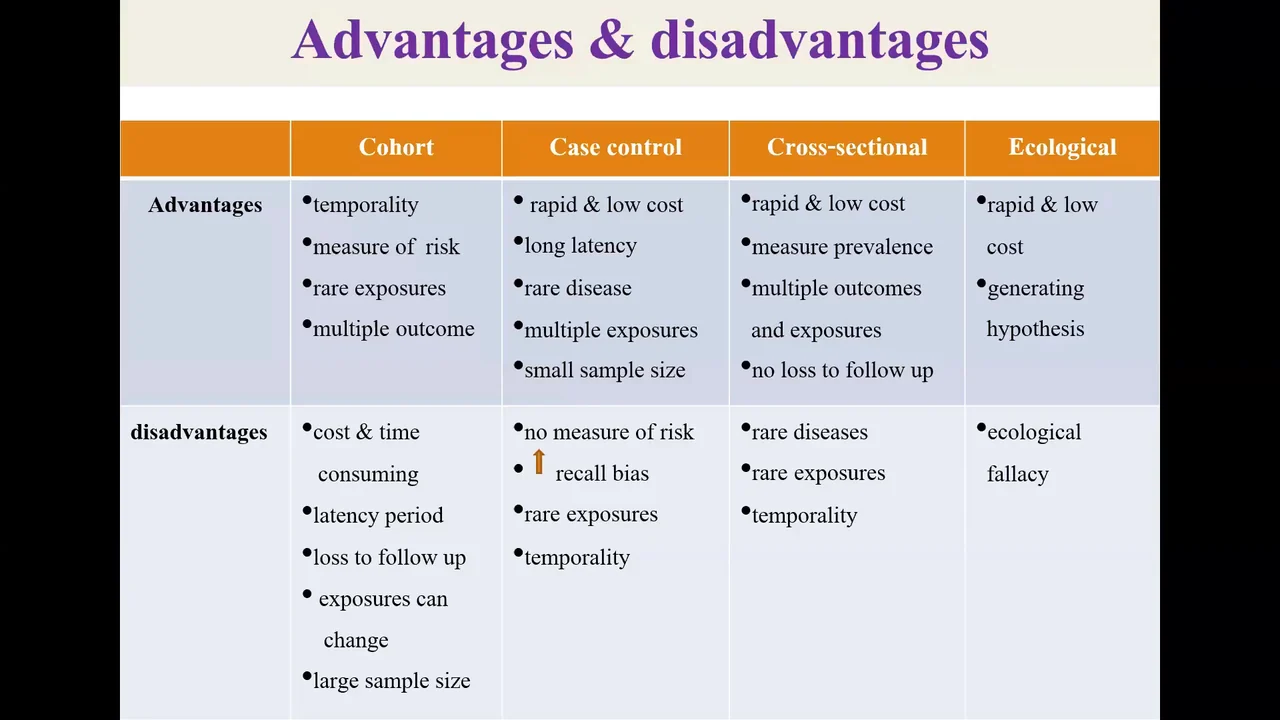 Advantages & disadvantages
Cohort
Case control
Cross-sectional
Ecological
Advantages
•temporality
•measure of risk
•rare exposures
•multiple outcome
• rapid & low cost
•long latency
•rare disease
•multiple exposures
•small sample size
•rapid & low cost
•measure prevalence
•multiple outcomes
and exposures
•no loss to follow up
•rapid & low
cost
•generating
hypothesis
disadvantages
•cost & time
consuming
•latency period
•loss to follow up
• exposures can
change
•large sample size
•no measure of risk
• recall bias
•rare exposures
•temporality
•rare diseases
•rare exposures
•temporality
•ecological
fallacy